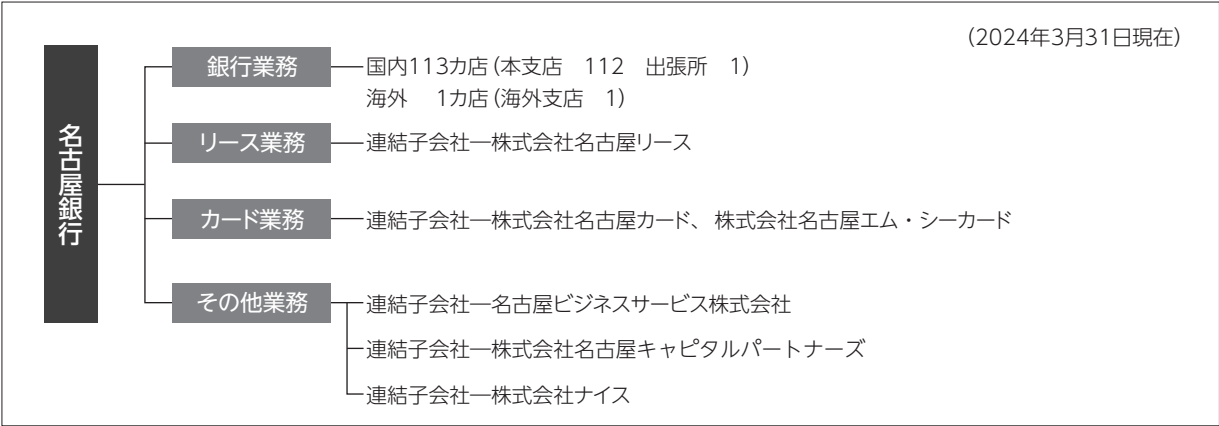 (2024年3月31日現在)
名古屋銀行
銀行業務
国内113カ店(本支店　112　出張所　1)
海外　1カ店(海外支店　1)
リース業務
連結子会社―株式会社名古屋リース
カード業務
連結子会社―株式会社名古屋カード、株式会社名古屋エム・シーカード
その他業務
連結子会社―名古屋ビジネスサービス株式会社
連結子会社―株式会社名古屋キャピタルパートナーズ
連結子会社―株式会社ナイス